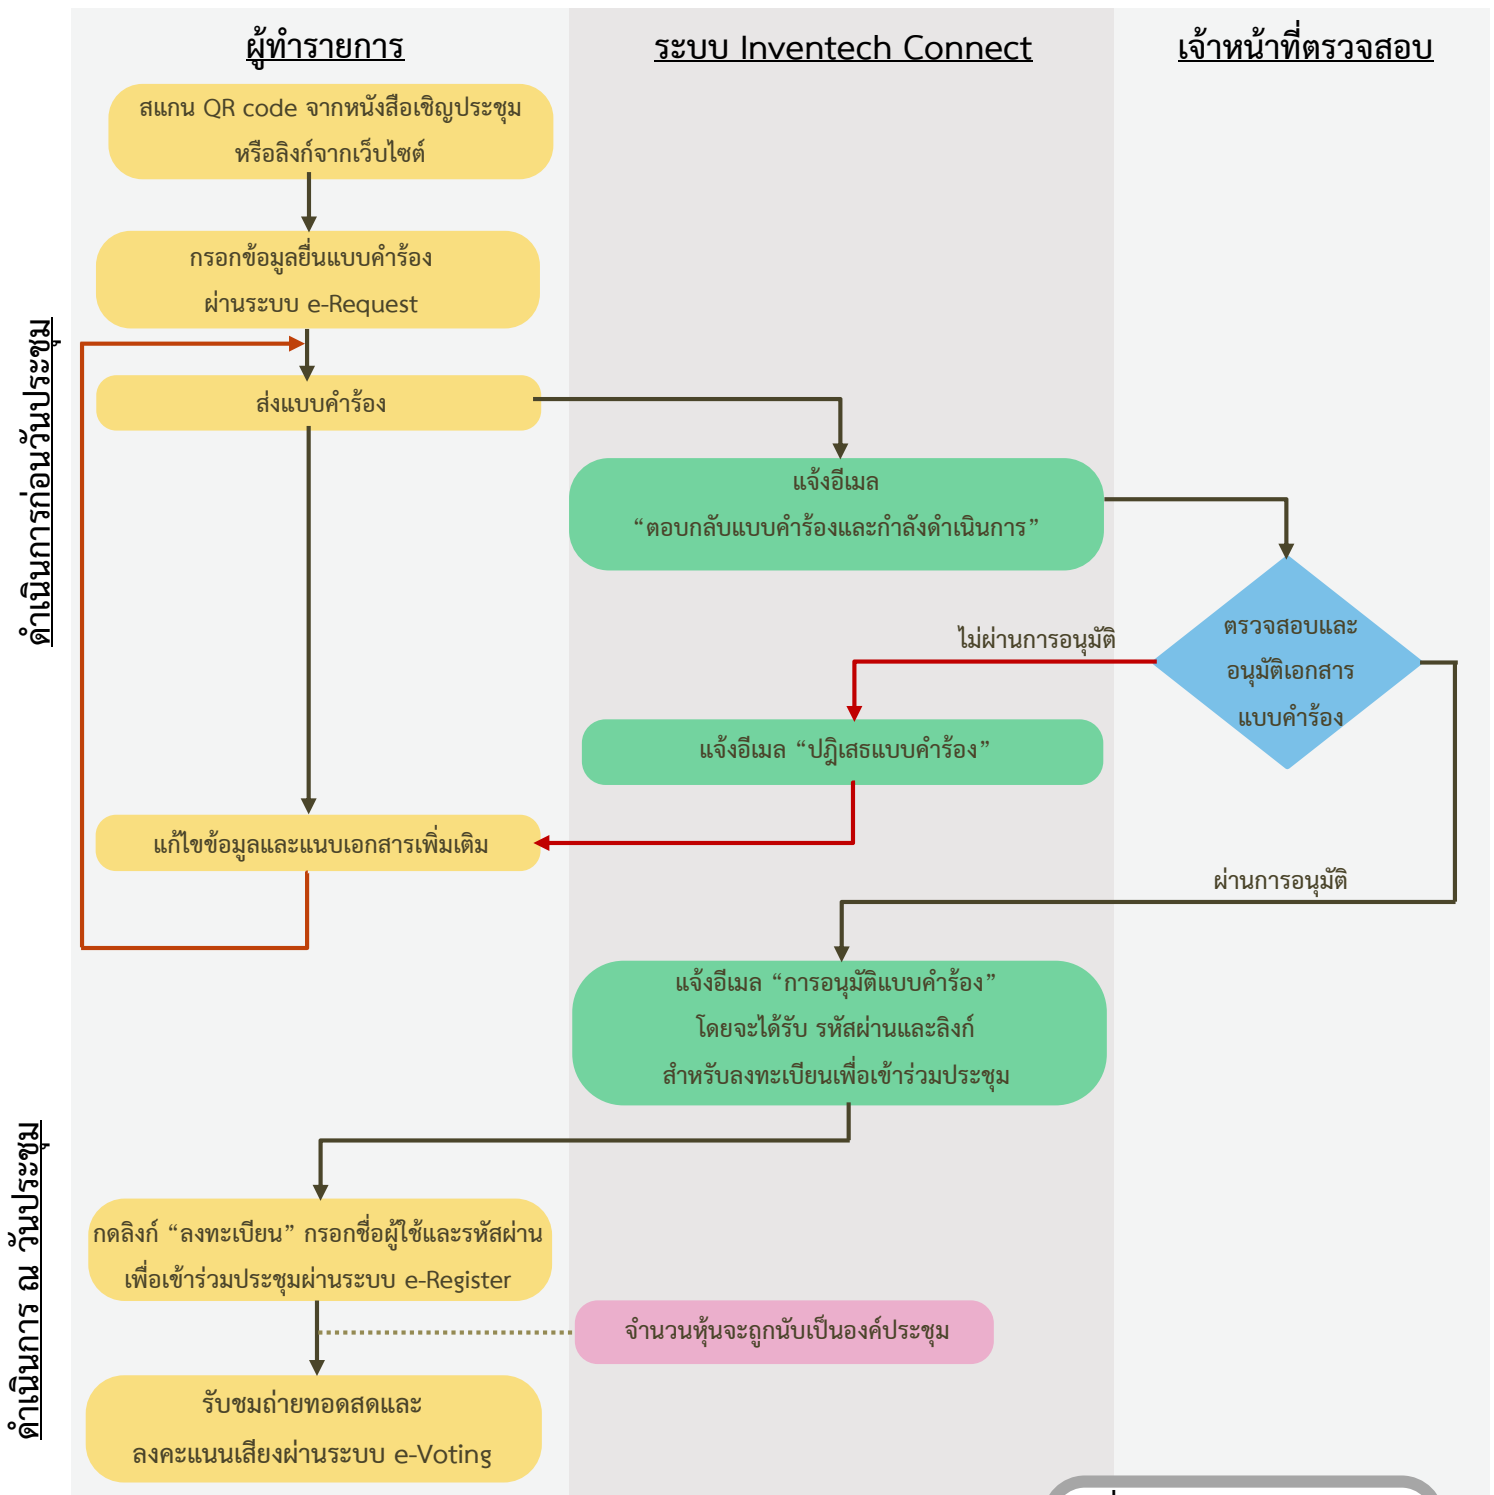 ผู้ทำรายการ
ระบบ Inventech Connect
เจ้าหน้าที่ตรวจสอบ
ดำเนินการก่อนวันประชุม
สแกน QR code จากหนังสือเชิญประชุม
หรือลิงก์จากเว็บไซต์
กรอกข้อมูลยื่นแบบคำร้อง
ผ่านระบบ e-Request
ส่งแบบคำร้อง
แจ้งอีเมล
“ตอบกลับแบบคำร้องและกำลังดำเนินการ”
ตรวจสอบและ
อนุมัติเอกสาร
แบบคำร้อง
ไม่ผ่านการอนุมัติ
แจ้งอีเมล “ปฎิเสธแบบคำร้อง”
แก้ไขข้อมูลและแนบเอกสารเพิ่มเติม
ผ่านการอนุมัติ
แจ้งอีเมล “การอนุมัติแบบคำร้อง”
โดยจะได้รับ รหัสผ่านและลิงก์
สำหรับลงทะเบียนเพื่อเข้าร่วมประชุม
ดำเนินการ ณ วันประชุม
กดลิงก์ “ลงทะเบียน” กรอกชื่อผู้ใช้และรหัสผ่าน
เพื่อเข้าร่วมประชุมผ่านระบบ e-Register
จำนวนหุ้นจะถูกนับเป็นองค์ประชุม
รับชมถ่ายทอดสดและ
ลงคะแนนเสียงผ่านระบบ e-Voting